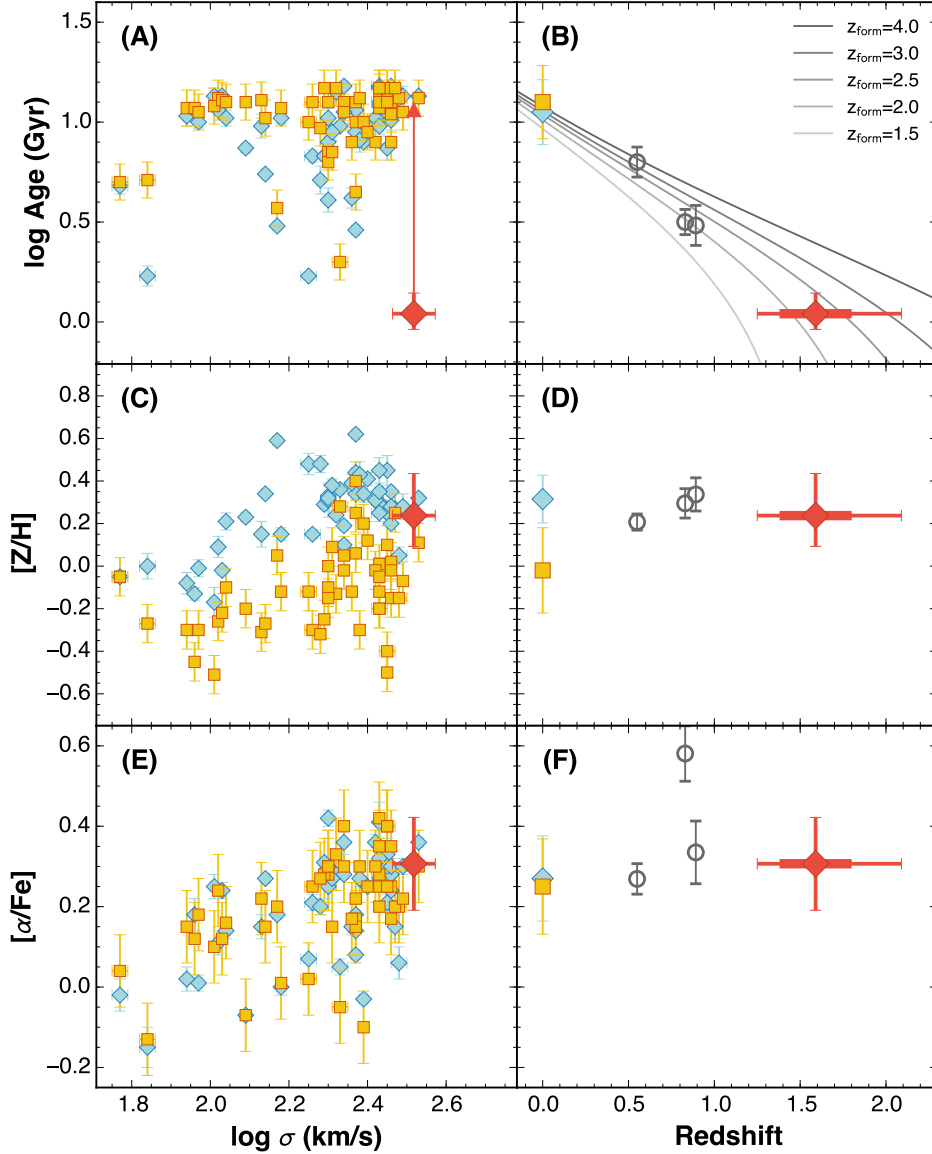 (A)
(B)
z_form=4.0
z_form=3.0
z_form=2.5
z_form=2.0
z_form=1.5
1.5
1.0
0.5
0.0
log Age (Gyr)
(C)
(D)
0.8
0.6
0.4
0.2
0.0
−0.2
−0.4
−0.6
[Z/H]
(E)
(F)
0.6
0.4
0.2
0.0
−0.2
[α/Fe]
1.8 2.0 2.2 2.4 2.6
0.0 0.5 1.0 1.5 2.0
log σ (km/s)
Redshift